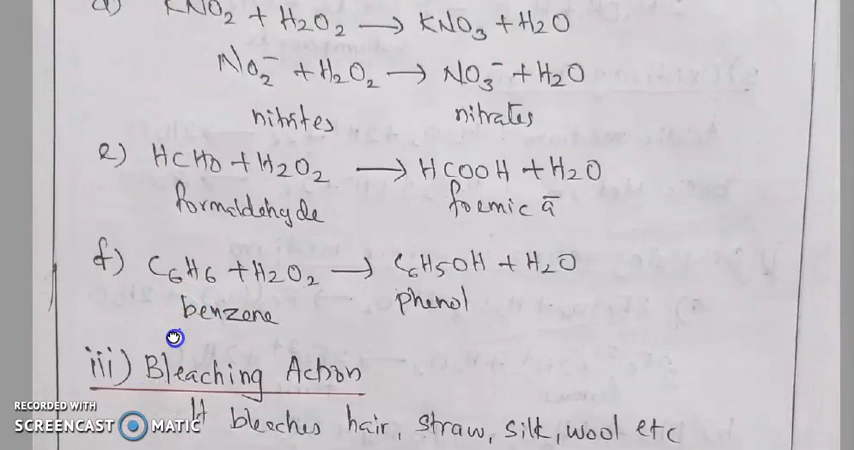 d) KNO₂ + H₂O₂ → KNO₃ + H₂O
NO₂⁻ + H₂O₂ → NO₃⁻ + H₂O
nitrites nitrates
e) HCHO + H₂O₂ → HCOOH + H₂O
formaldehyde foemic ā
f) C₆H₆ + H₂O₂ → C₆H₅OH + H₂O
benzene phenol
iii) Bleaching Action
It bleaches hair, straw, silk, wool etc
RECORDED WITH
SCREENCAST MATIC